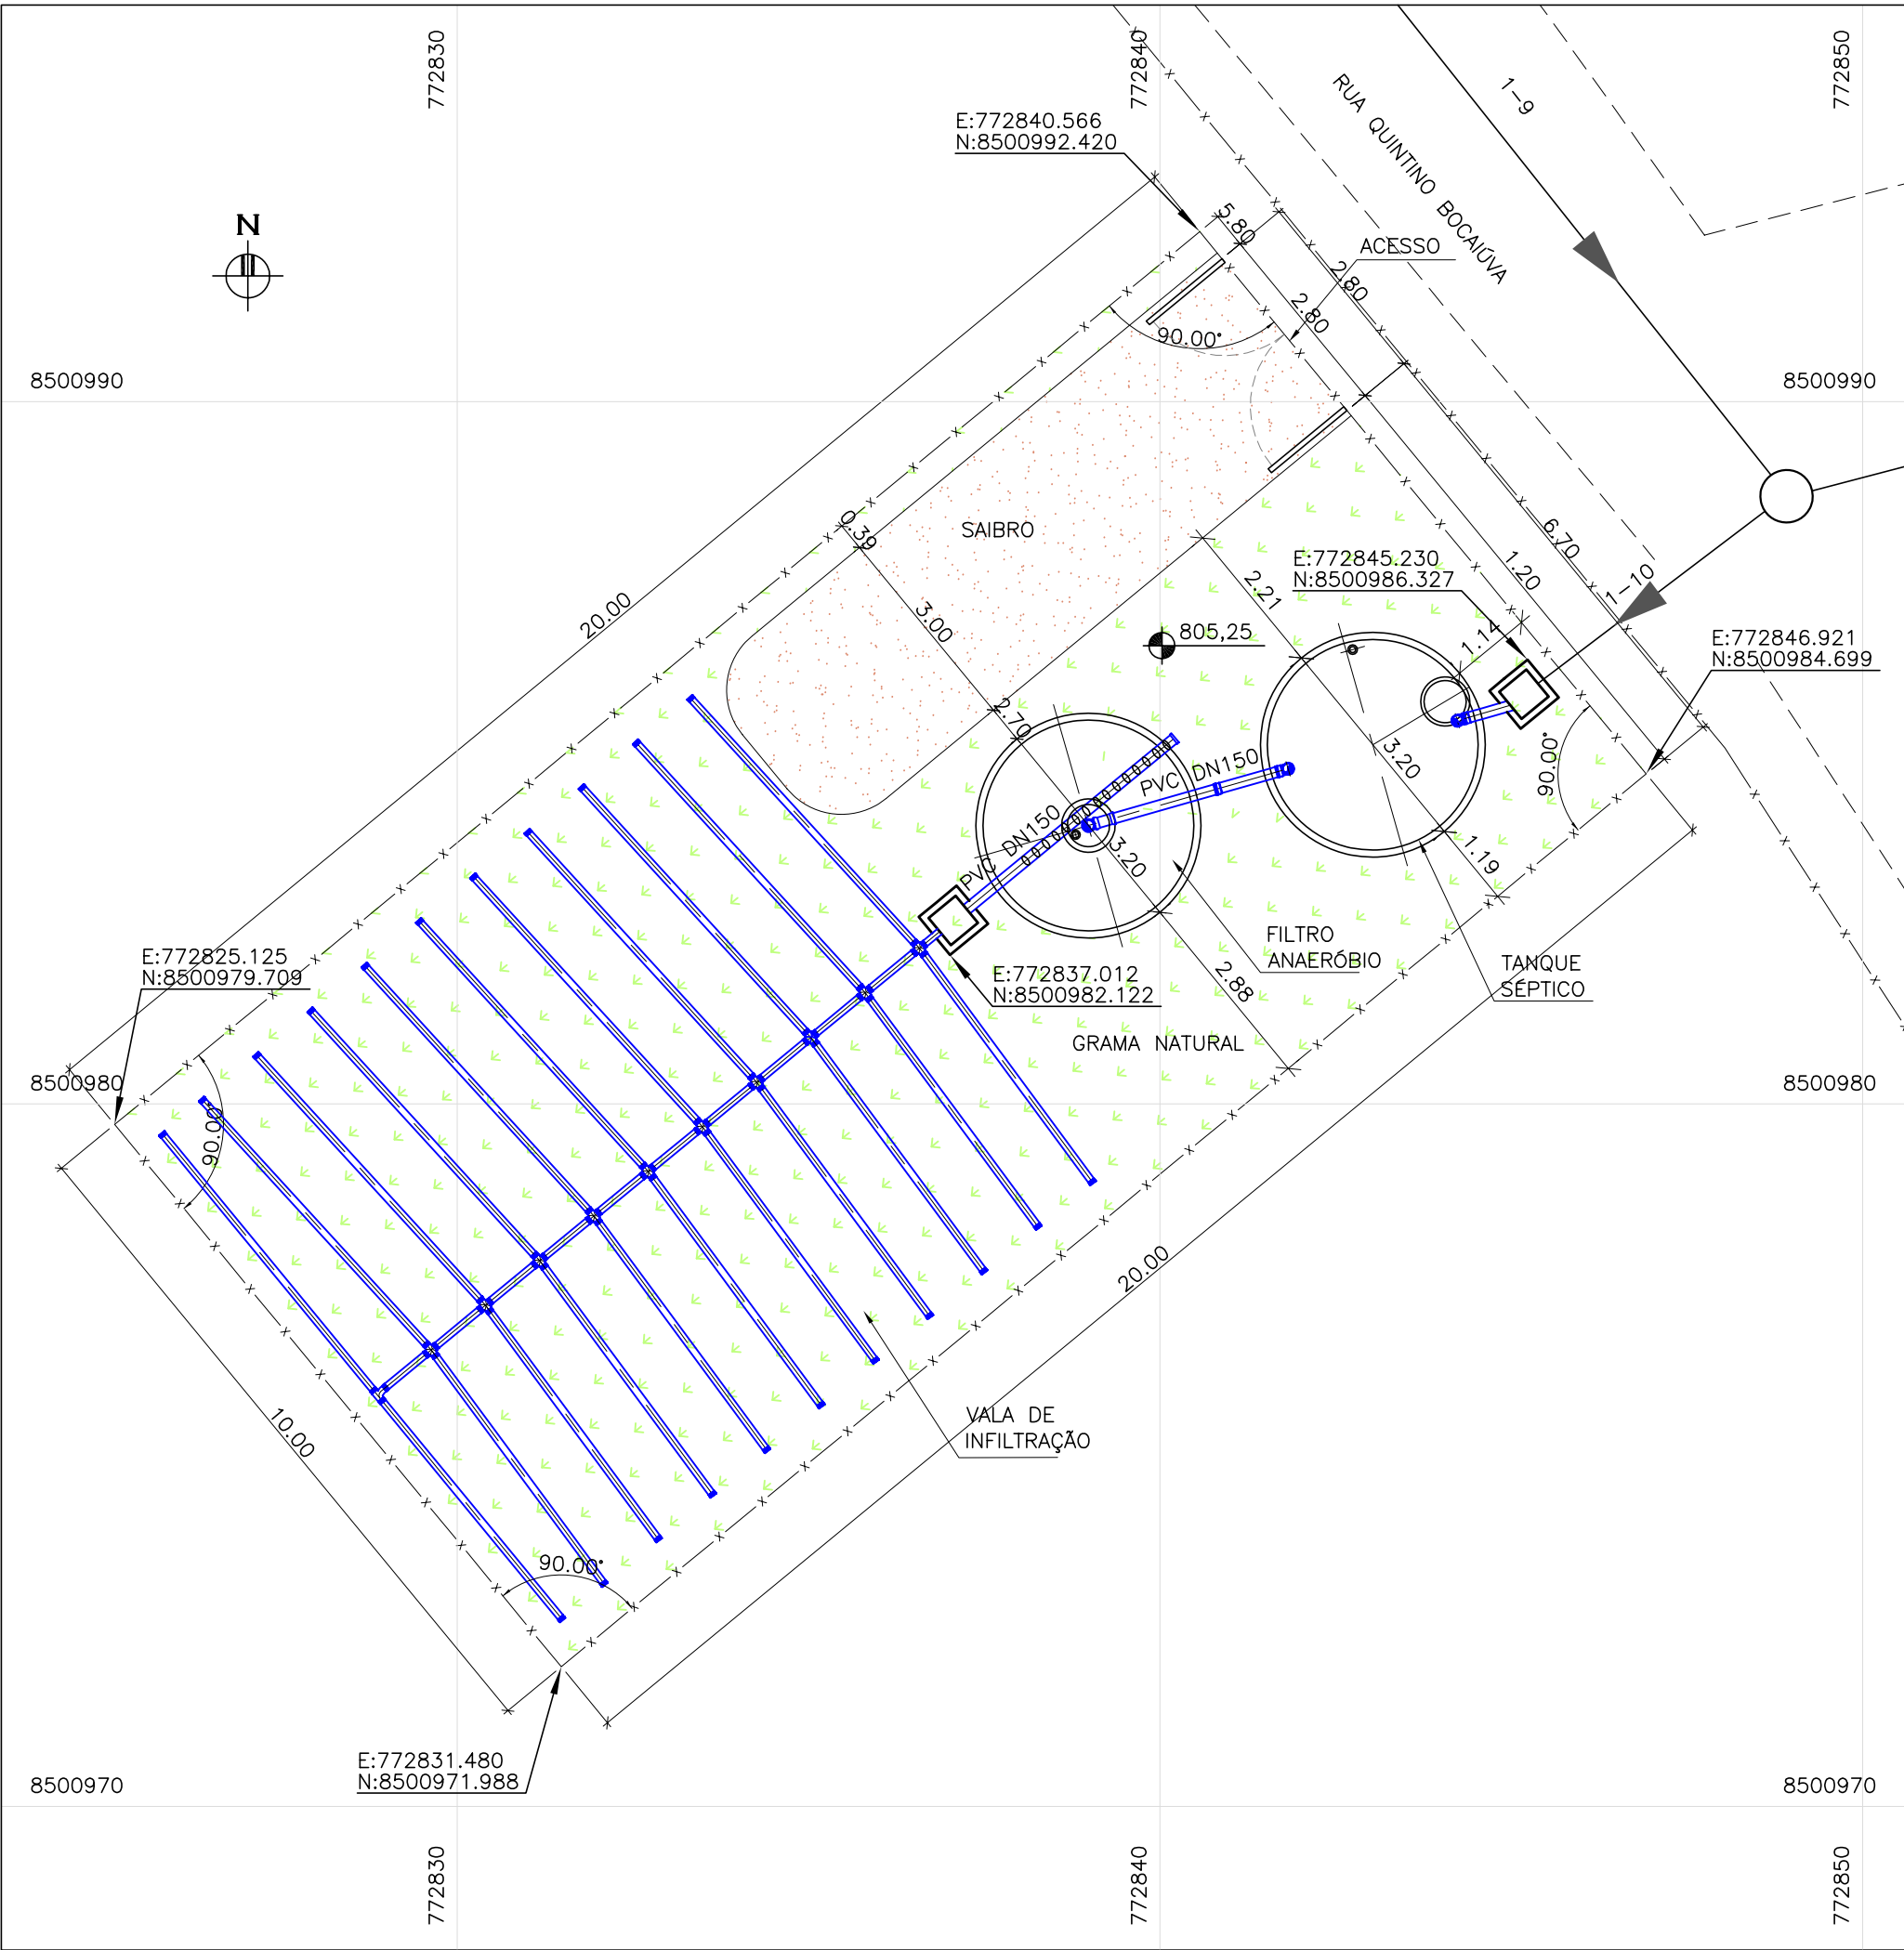 772830
772840
772850
E:772840.566
N:8500992.420
1-9
RUA QUINTINO BOCAIÚVA
N
5.80
ACESSO
2.80
2.80
90.00°
8500990
8500990
0.39
SAIBRO
6.70
1.20
E:772845.230
N:8500986.327
1-10
2.21
20.00
3.00
805,25
1.14
E:772846.921
N:8500984.699
2.70
PVC DN150
3.20
90.00°
PVC DN150
3.20
1.19
FILTRO
ANAERÓBIO
TANQUE
SÉPTICO
E:772825.125
N:8500979.709
E:772837.012
N:8500982.122
2.88
GRAMA NATURAL
8500980
8500980
90.00°
20.00
VALA DE
INFILTRAÇÃO
10.00
90.00°
E:772831.480
N:8500971.988
8500970
8500970
772830
772840
772850